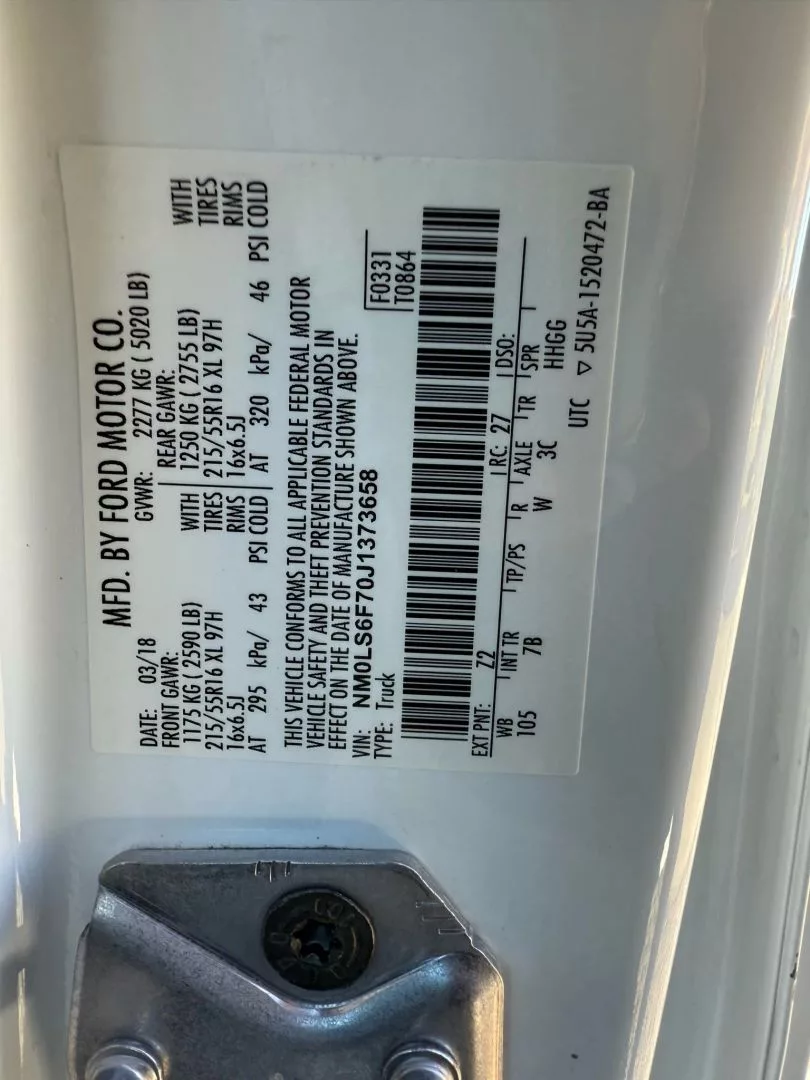 MFD. BY FORD MOTOR CO.
DATE: 03/18 GVWR: 2277 KG ( 5020 LB)
FRONT GAWR: REAR GAWR:
1175 KG ( 2590 LB) WITH 1250 KG ( 2755 LB) WITH
215/55R16 XL 97H TIRES 215/55R16 XL 97H TIRES
16x6.5J RIMS 16x6.5J RIMS
AT 295 kPa/ 43 PSI COLD AT 320 kPa/ 46 PSI COLD
THIS VEHICLE CONFORMS TO ALL APPLICABLE FEDERAL MOTOR
VEHICLE SAFETY AND THEFT PREVENTION STANDARDS IN
EFFECT ON THE DATE OF MANUFACTURE SHOWN ABOVE.
VIN: NM0LS6F70J1373658 F0331
TYPE: Truck T0864
EXT PNT: Z2 RC: 27 DSO:
WB INT TR TP/PS R AXLE TR SPR
105 7B W 3C HHGG
UTC ▽ 5U5A-1520472-BA